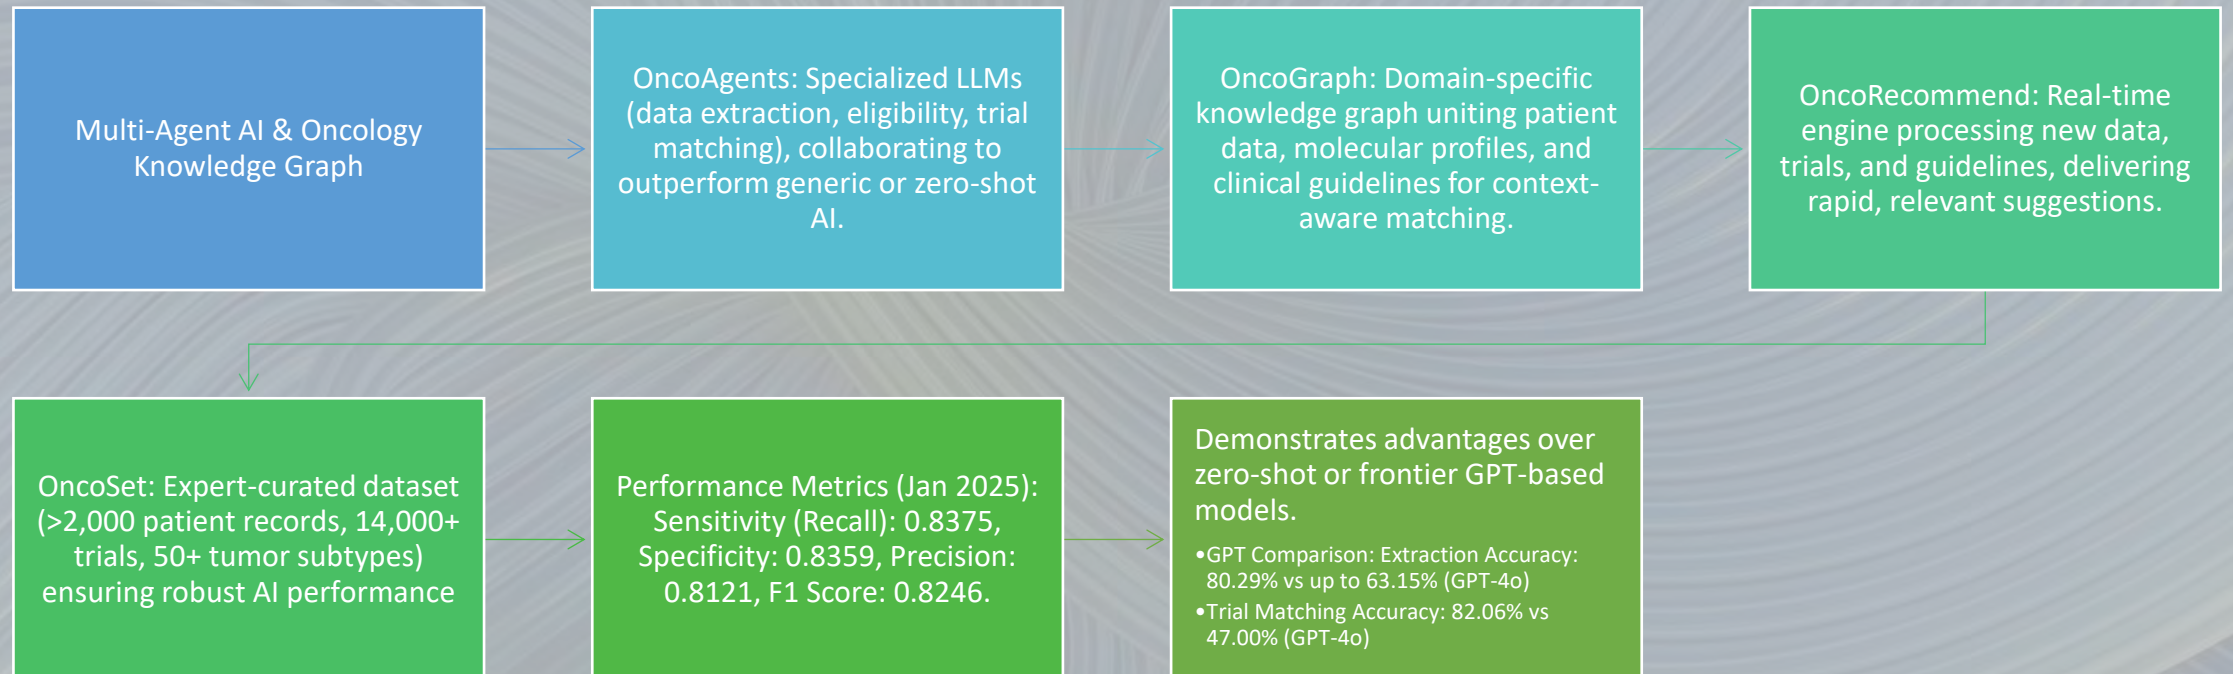 Multi-Agent AI & Oncology
Knowledge Graph
OncoAgents: Specialized LLMs
(data extraction, eligibility, trial
matching), collaborating to
outperform generic or zero-shot
AI.
OncoGraph: Domain-specific
knowledge graph uniting patient
data, molecular profiles, and
clinical guidelines for context-
aware matching.
OncoRecommend: Real-time
engine processing new data,
trials, and guidelines, delivering
rapid, relevant suggestions.
OncoSet: Expert-curated dataset
(>2,000 patient records, 14,000+
trials, 50+ tumor subtypes)
ensuring robust AI performance
Performance Metrics (Jan 2025):
Sensitivity (Recall): 0.8375,
Specificity: 0.8359, Precision:
0.8121, F1 Score: 0.8246.
Demonstrates advantages over
zero-shot or frontier GPT-based
models.
•GPT Comparison: Extraction Accuracy:
80.29% vs up to 63.15% (GPT-4o)
•Trial Matching Accuracy: 82.06% vs
47.00% (GPT-4o)